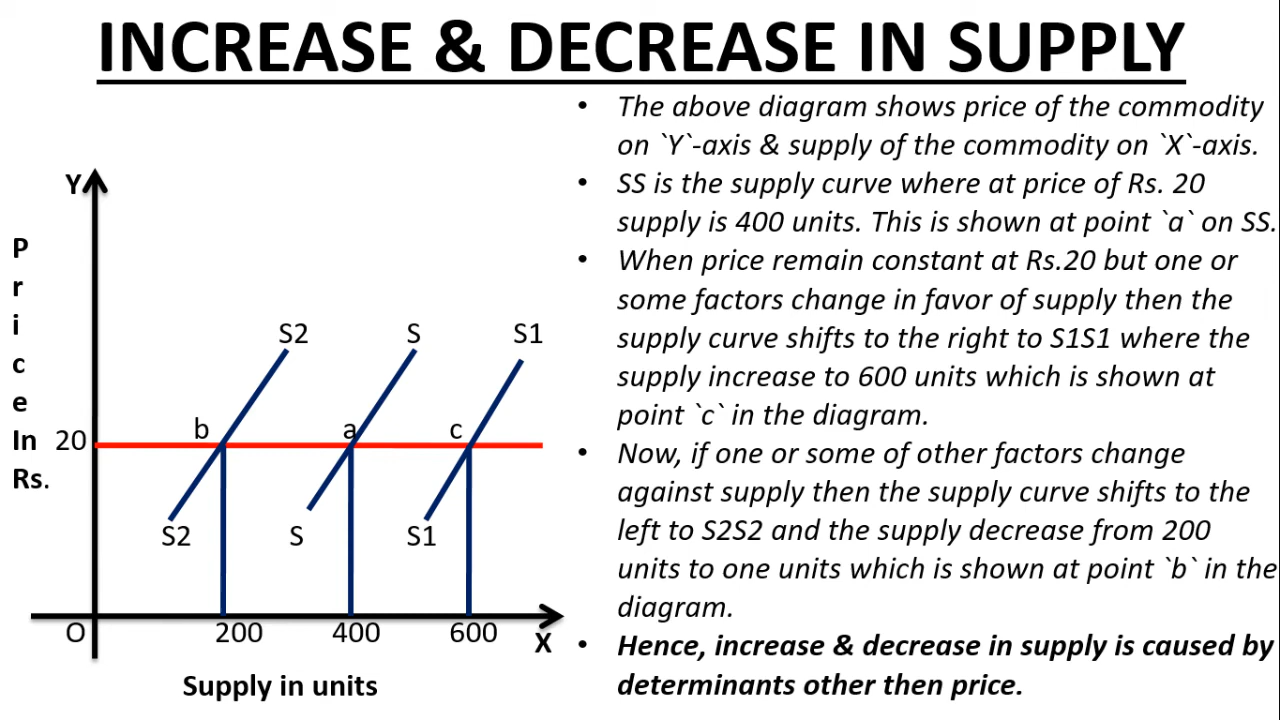 INCREASE & DECREASE IN SUPPLY
• The above diagram shows price of the commodity
on `Y`-axis & supply of the commodity on `X`-axis.
• SS is the supply curve where at price of Rs. 20
supply is 400 units. This is shown at point `a` on SS.
• When price remain constant at Rs.20 but one or
some factors change in favor of supply then the
supply curve shifts to the right to S1S1 where the
supply increase to 600 units which is shown at
point `c` in the diagram.
• Now, if one or some of other factors change
against supply then the supply curve shifts to the
left to S2S2 and the supply decrease from 200
units to one units which is shown at point `b` in the
diagram.
• Hence, increase & decrease in supply is caused by
determinants other then price.
Y
P
r
i
c
e
In
Rs.
S2 S S1
b a c
20
S2 S S1
O 200 400 600 X
Supply in units